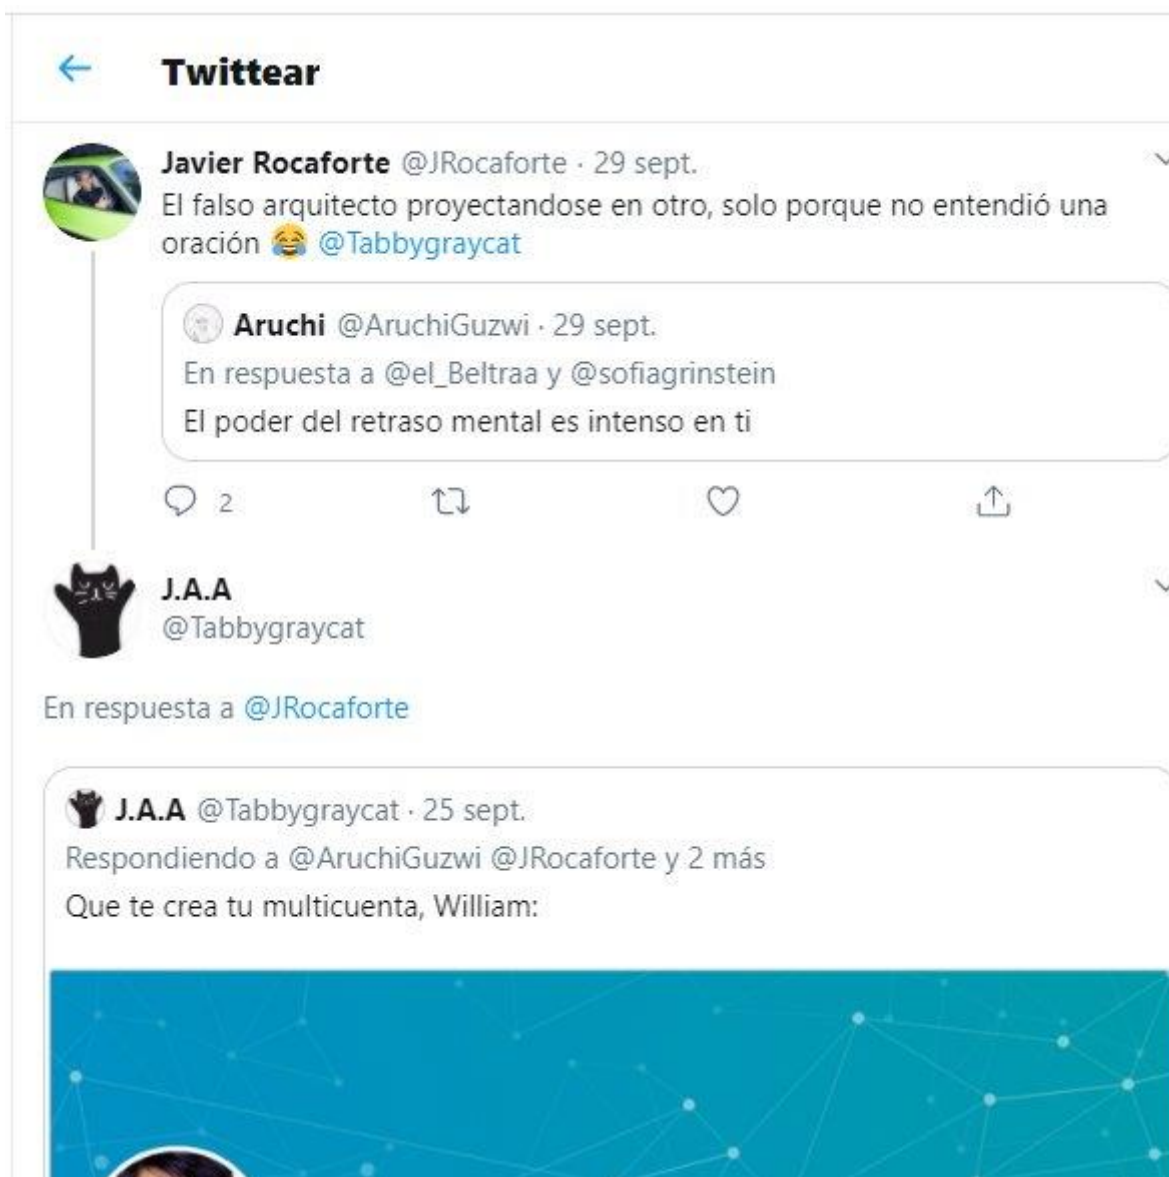 Twittear
Javier Rocaforte @JRocaforte · 29 sept.
El falso arquitecto proyectandose en otro, solo porque no entendió una
oración 😂 @Tabbygraycat
Aruchi @AruchiGuzwi · 29 sept.
En respuesta a @el_Beltraa y @sofiagrinstein
El poder del retraso mental es intenso en ti
2
J.A.A
@Tabbygraycat
En respuesta a @JRocaforte
J.A.A @Tabbygraycat · 25 sept.
Respondiendo a @AruchiGuzwi @JRocaforte y 2 más
Que te crea tu multicuenta, William: